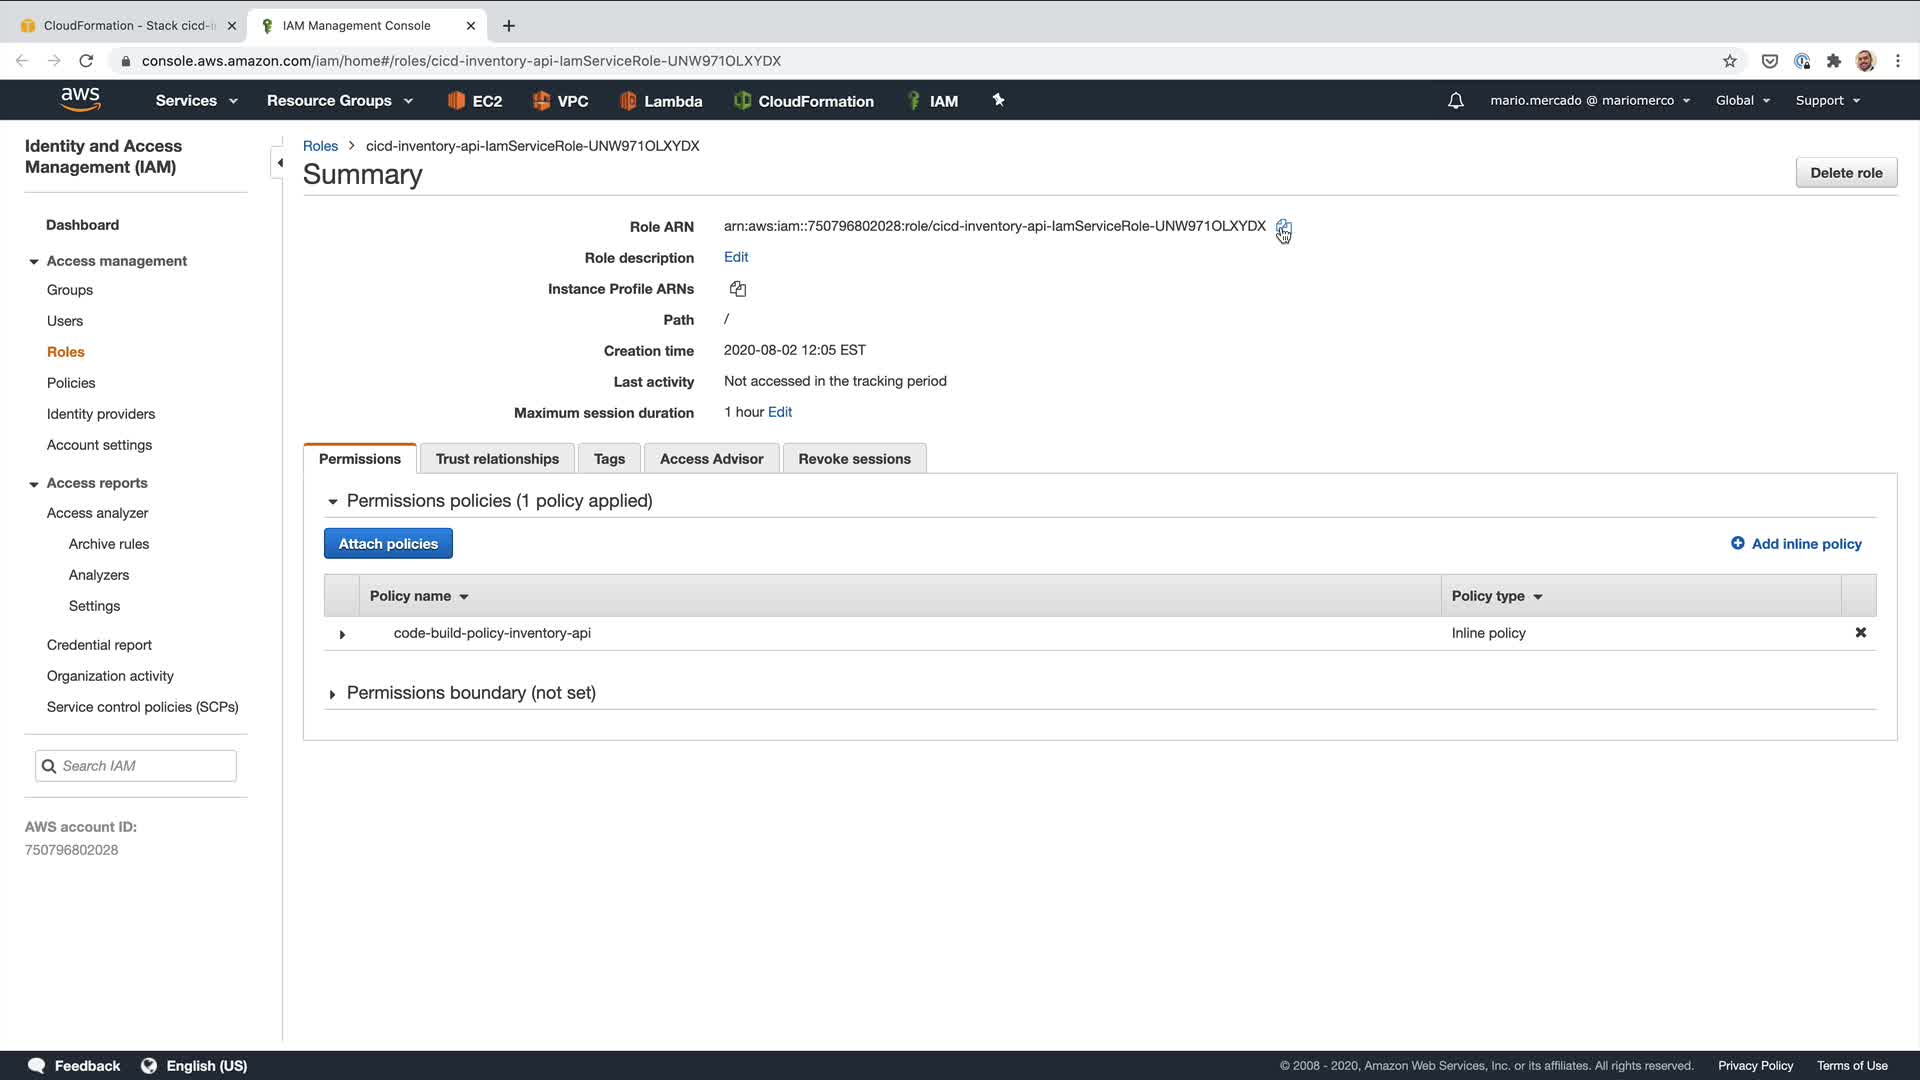 CloudFormation - Stack cicd-i
IAM Management Console
console.aws.amazon.com/iam/home#/roles/cicd-inventory-api-IamServiceRole-UNW971OLXYDX
aws
Services
Resource Groups
EC2
VPC
Lambda
CloudFormation
IAM
mario.mercado @ mariomerco
Global
Support
Identity and Access
Management (IAM)
Dashboard
Access management
Groups
Users
Roles
Policies
Identity providers
Account settings
Access reports
Access analyzer
Archive rules
Analyzers
Settings
Credential report
Organization activity
Service control policies (SCPs)
Search IAM
AWS account ID:
750796802028
Roles > cicd-inventory-api-IamServiceRole-UNW971OLXYDX
Summary
Delete role
Role ARN arn:aws:iam::750796802028:role/cicd-inventory-api-IamServiceRole-UNW971OLXYDX
Role description Edit
Instance Profile ARNs
Path /
Creation time 2020-08-02 12:05 EST
Last activity Not accessed in the tracking period
Maximum session duration 1 hour Edit
Permissions
Trust relationships
Tags
Access Advisor
Revoke sessions
Permissions policies (1 policy applied)
Attach policies
Add inline policy
Policy name
Policy type
code-build-policy-inventory-api
Inline policy
Permissions boundary (not set)
Feedback
English (US)
© 2008 - 2020, Amazon Web Services, Inc. or its affiliates. All rights reserved.
Privacy Policy
Terms of Use